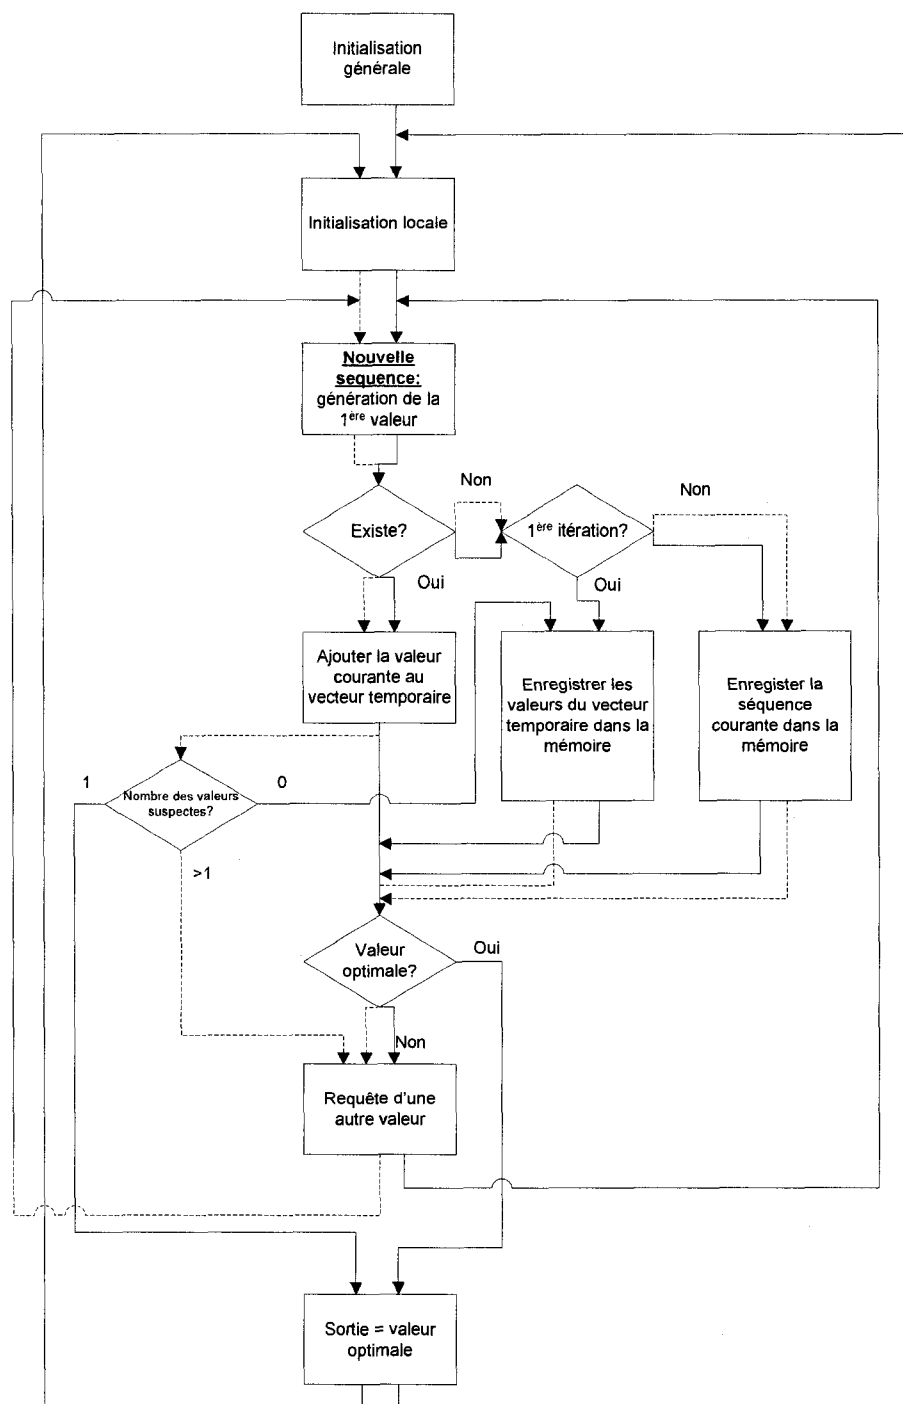 Initialisation
générale
Initialisation locale
Nouvelle
sequence:
génération de la
1ère valeur
Existe?
Non
1ère itération?
Non
Oui
Oui
Ajouter la valeur
courante au
vecteur temporaire
Enregistrer les
valeurs du vecteur
temporaire dans la
mémoire
Enregister la
séquence
courante dans la
mémoire
1
Nombre des valeurs
suspectes?
0
>1
Valeur
optimale?
Oui
Non
Requête d'une
autre valeur
Sortie = valeur
optimale